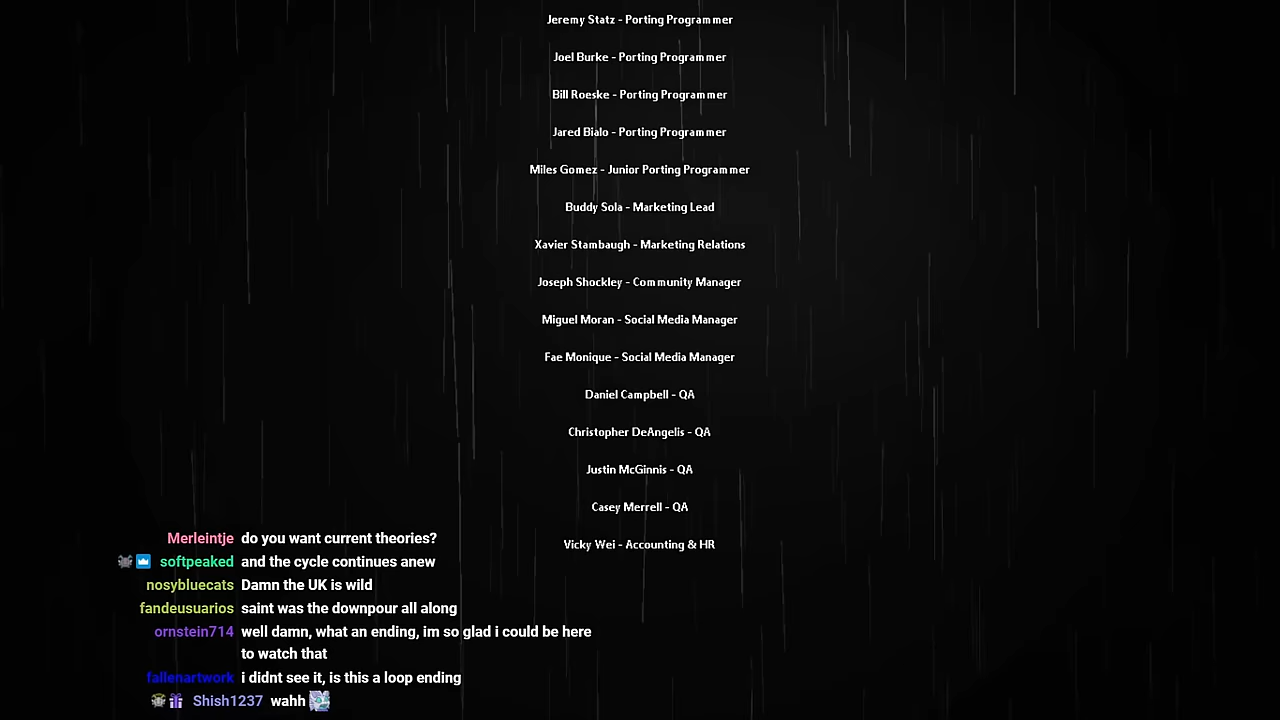 Jeremy Statz - Porting Programmer
Joel Burke - Porting Programmer
Bill Roeske - Porting Programmer
Jared Bialo - Porting Programmer
Miles Gomez - Junior Porting Programmer
Buddy Sola - Marketing Lead
Xavier Stambaugh - Marketing Relations
Joseph Shockley - Community Manager
Miguel Moran - Social Media Manager
Fae Monique - Social Media Manager
Daniel Campbell - QA
Christopher DeAngelis - QA
Justin McGinnis - QA
Casey Merrell - QA
Vicky Wei - Accounting & HR
Merleintje do you want current theories?
softpeaked and the cycle continues anew
nosybluecats Damn the UK is wild
fandeusuarios saint was the downpour all along
ornstein714 well damn, what an ending, im so glad i could be here
to watch that
fallenartwork i didnt see it, is this a loop ending
Shish1237 wahh